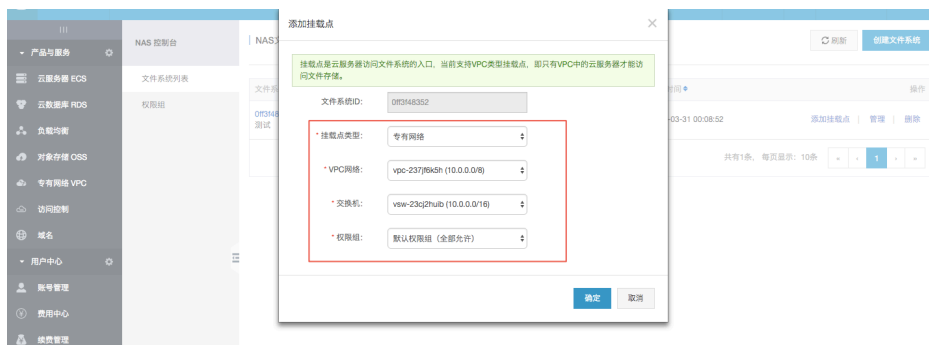 产品与服务
云服务器 ECS
云数据库 RDS
负载均衡
对象存储 OSS
专有网络 VPC
访问控制
域名
用户中心
账号管理
费用中心
续费管理
NAS 控制台
文件系统列表
权限组
NAS
刷新
创建文件系统
文件系
时间
操作
0ff3f48
测试
-03-31 00:08:52
添加挂载点
管理
删除
共有1条, 每页显示: 10条
«
‹
1
›
»
添加挂载点
挂载点是云服务器访问文件系统的入口，当前支持VPC类型挂载点，即只有VPC中的云服务器才能访
问文件存储。
文件系统ID:
0ff3f48352
* 挂载点类型:
专有网络
* VPC网络:
vpc-237jf6k5h (10.0.0.0/8)
* 交换机:
vsw-23cj2huib (10.0.0.0/16)
* 权限组:
默认权限组（全部允许）
确定
取消